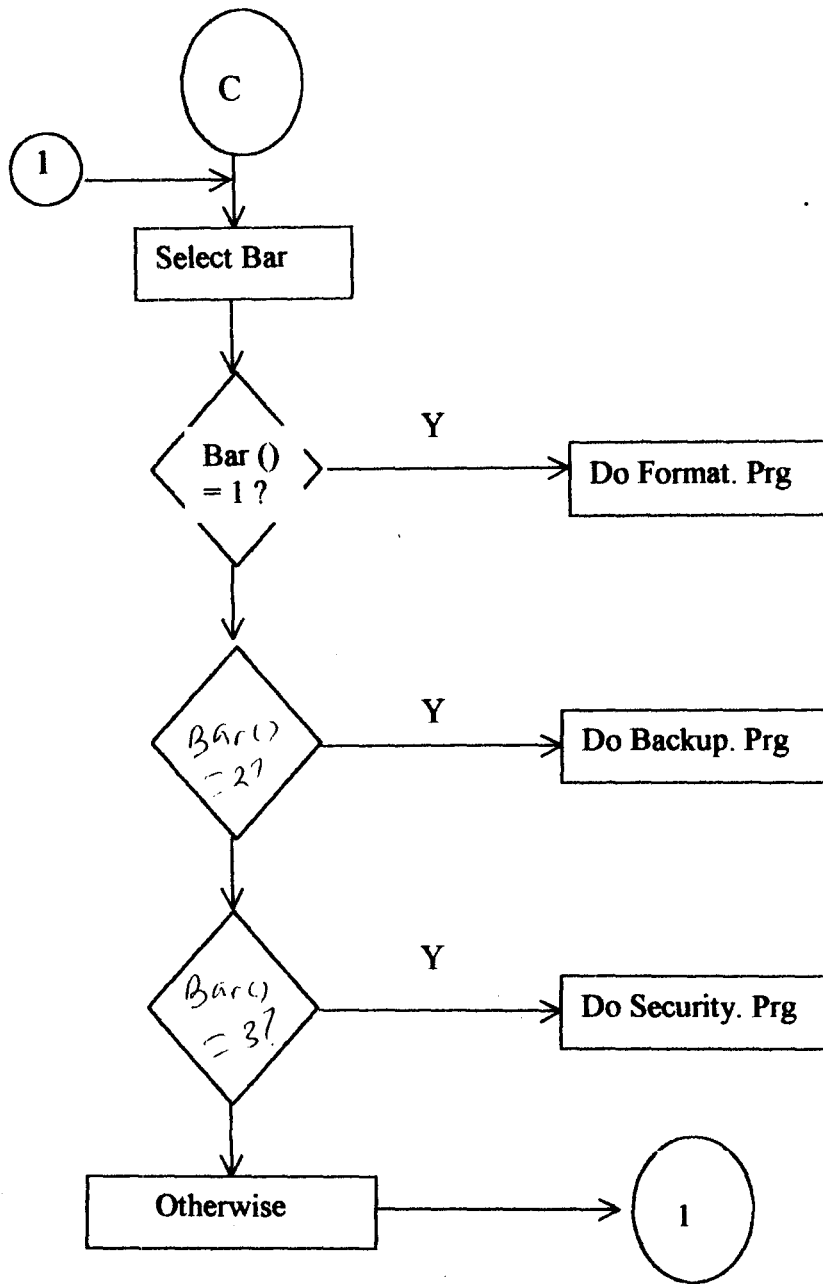 C
1
Select Bar
Y
Bar ()
= 1 ?
Do Format. Prg
Y
Bar()
= 2?
Do Backup. Prg
Y
Bar()
= 3?
Do Security. Prg
Otherwise
1